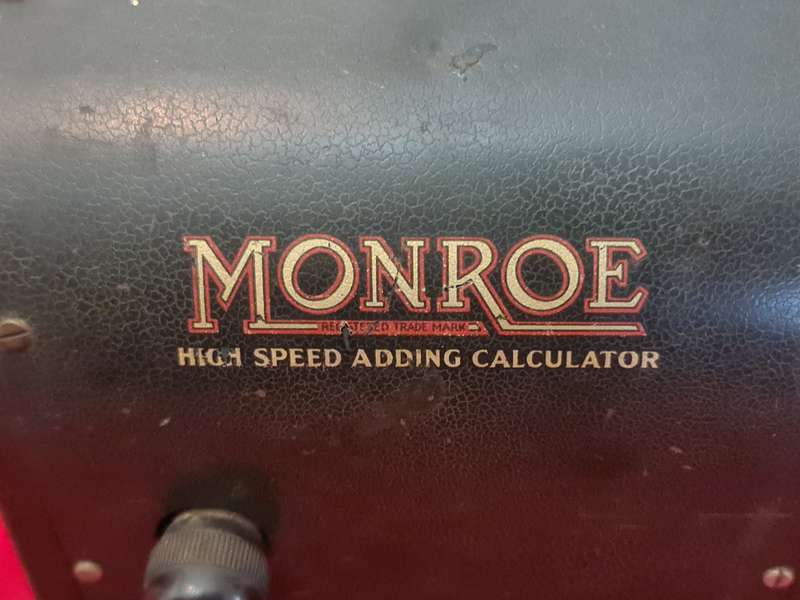 MONROE
REGISTERED TRADE MARK
HIGH SPEED ADDING CALCULATOR